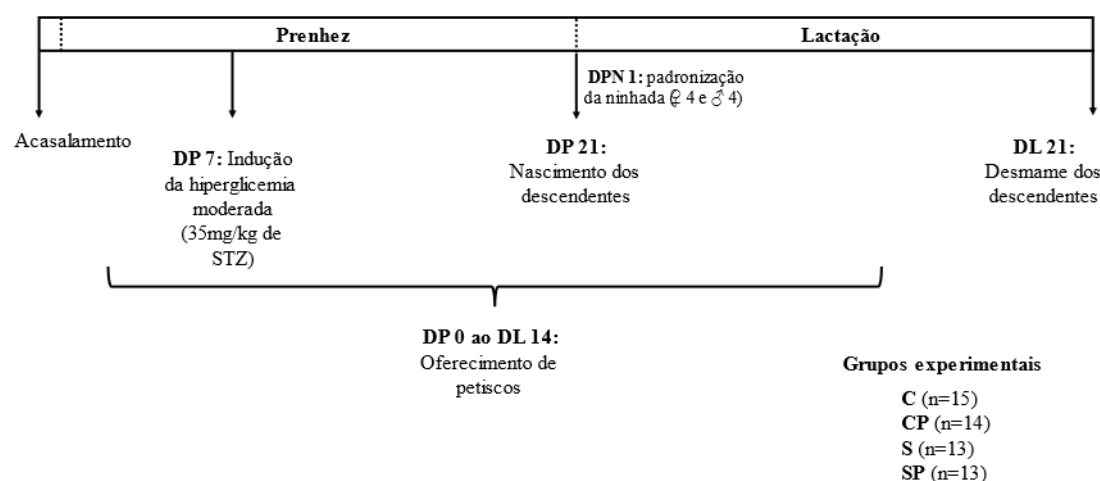 Prenhez
Lactação
DPN 1: padronização
da ninhada (♀ 4 e ♂ 4)
Acasalamento
DP 7: Indução
da hiperglicemia
moderada
(35mg/kg de
STZ)
DP 21:
Nascimento dos
descendentes
DL 21:
Desmame dos
descendentes
DP 0 ao DL 14:
Oferecimento de
petiscos
Grupos experimentais
C (n=15)
CP (n=14)
S (n=13)
SP (n=13)